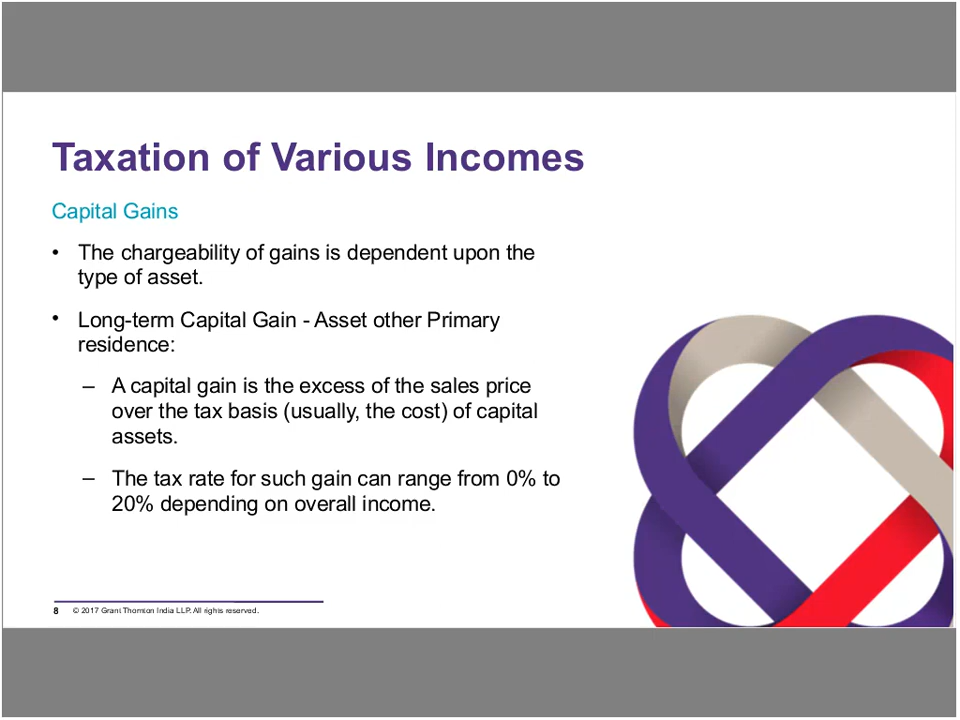 Taxation of Various Incomes
Capital Gains
• The chargeability of gains is dependent upon the
type of asset.
• Long-term Capital Gain - Asset other Primary
residence:
– A capital gain is the excess of the sales price
over the tax basis (usually, the cost) of capital
assets.
– The tax rate for such gain can range from 0% to
20% depending on overall income.
8 © 2017 Grant Thornton India LLP. All rights reserved.